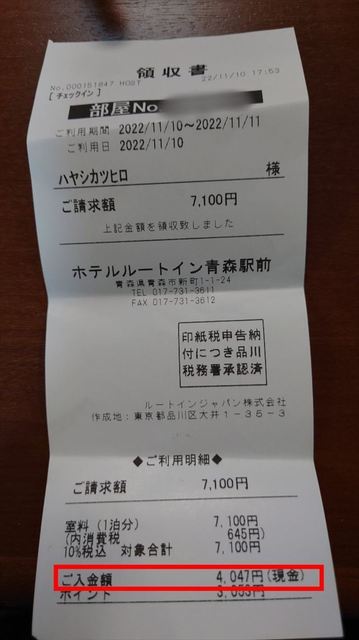 領収書
No.000151847 HOST 22/11/10 17:53
[チェックイン]
部屋No
ご利用期間 2022/11/10～2022/11/11
ご利用日 2022/11/10
ハヤシカツヒロ 様
ご請求額 7,100円
上記金額を領収致しました
ホテルルートイン青森駅前
青森県青森市新町1-1-24
TEL 017-731-3611
FAX 017-731-3612
印紙税申告納
付につき品川
税務署承認済
ルートインジャパン株式会社
作成地:東京都品川区大井1-35-3
◆ご利用明細◆
ご請求額 7,100円
室料(1泊分) 7,100円
(内消費税 645円)
10%税込 対象合計 7,100円
ご入金額 4,047円(現金)
ポイント 3,053円